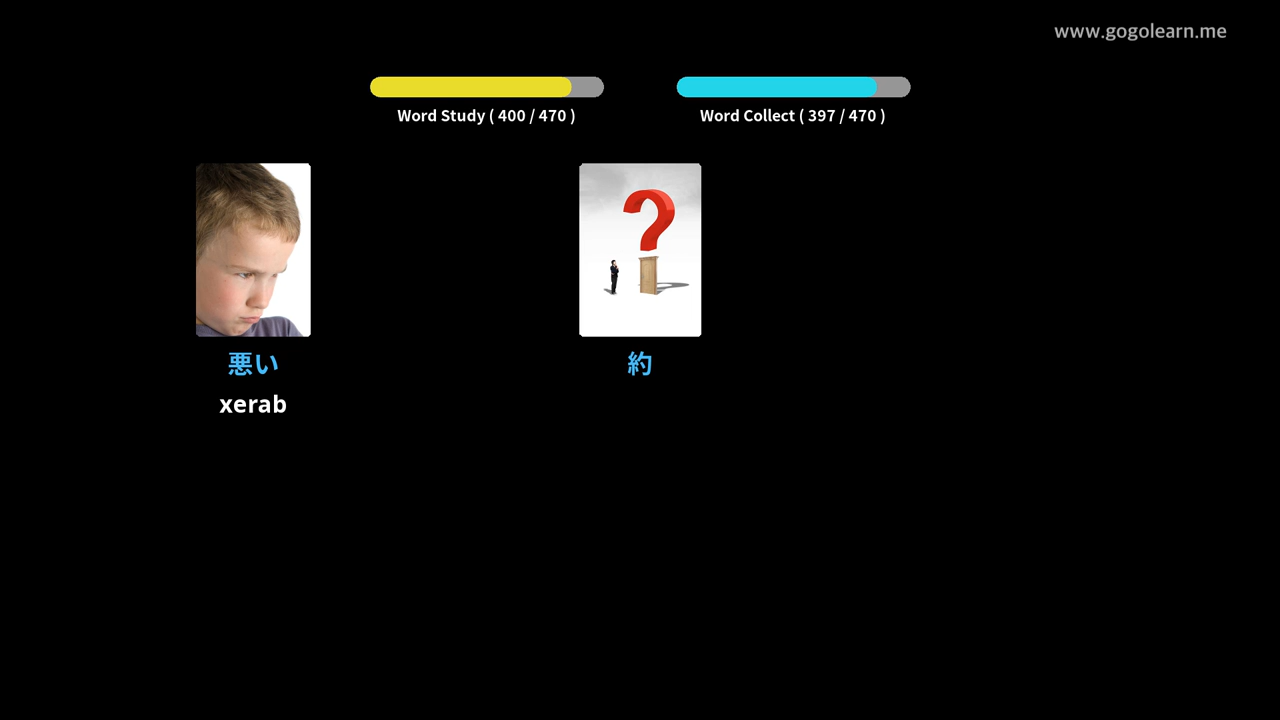 www.gogolearn.me
Word Study ( 400 / 470 )
Word Collect ( 397 / 470 )
悪い
約
xerab